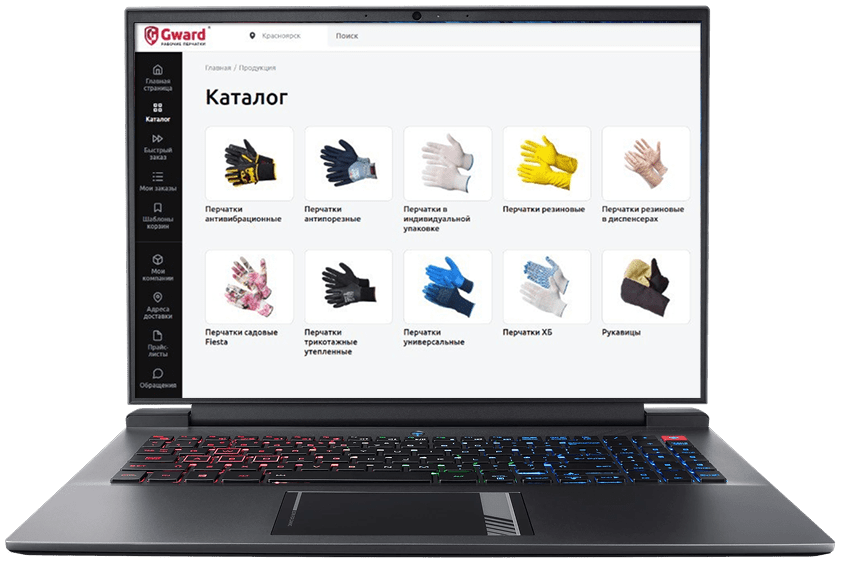 Gward
РАБОЧИЕ ПЕРЧАТКИ
Красноярск
Поиск
Главная
страница
Каталог
Быстрый
заказ
Мои заказы
Шаблоны
корзин
Мои
компании
Адреса
доставки
Прайс-
листы
Обращения
Главная / Продукция
Каталог
Перчатки
антивибрационные
Перчатки
антипорезные
Перчатки в
индивидуальной
упаковке
Перчатки резиновые
Перчатки резиновые
в диспенсерах
Перчатки садовые
Fiesta
Перчатки
трикотажные
утепленные
Перчатки
универсальные
Перчатки ХБ
Рукавицы